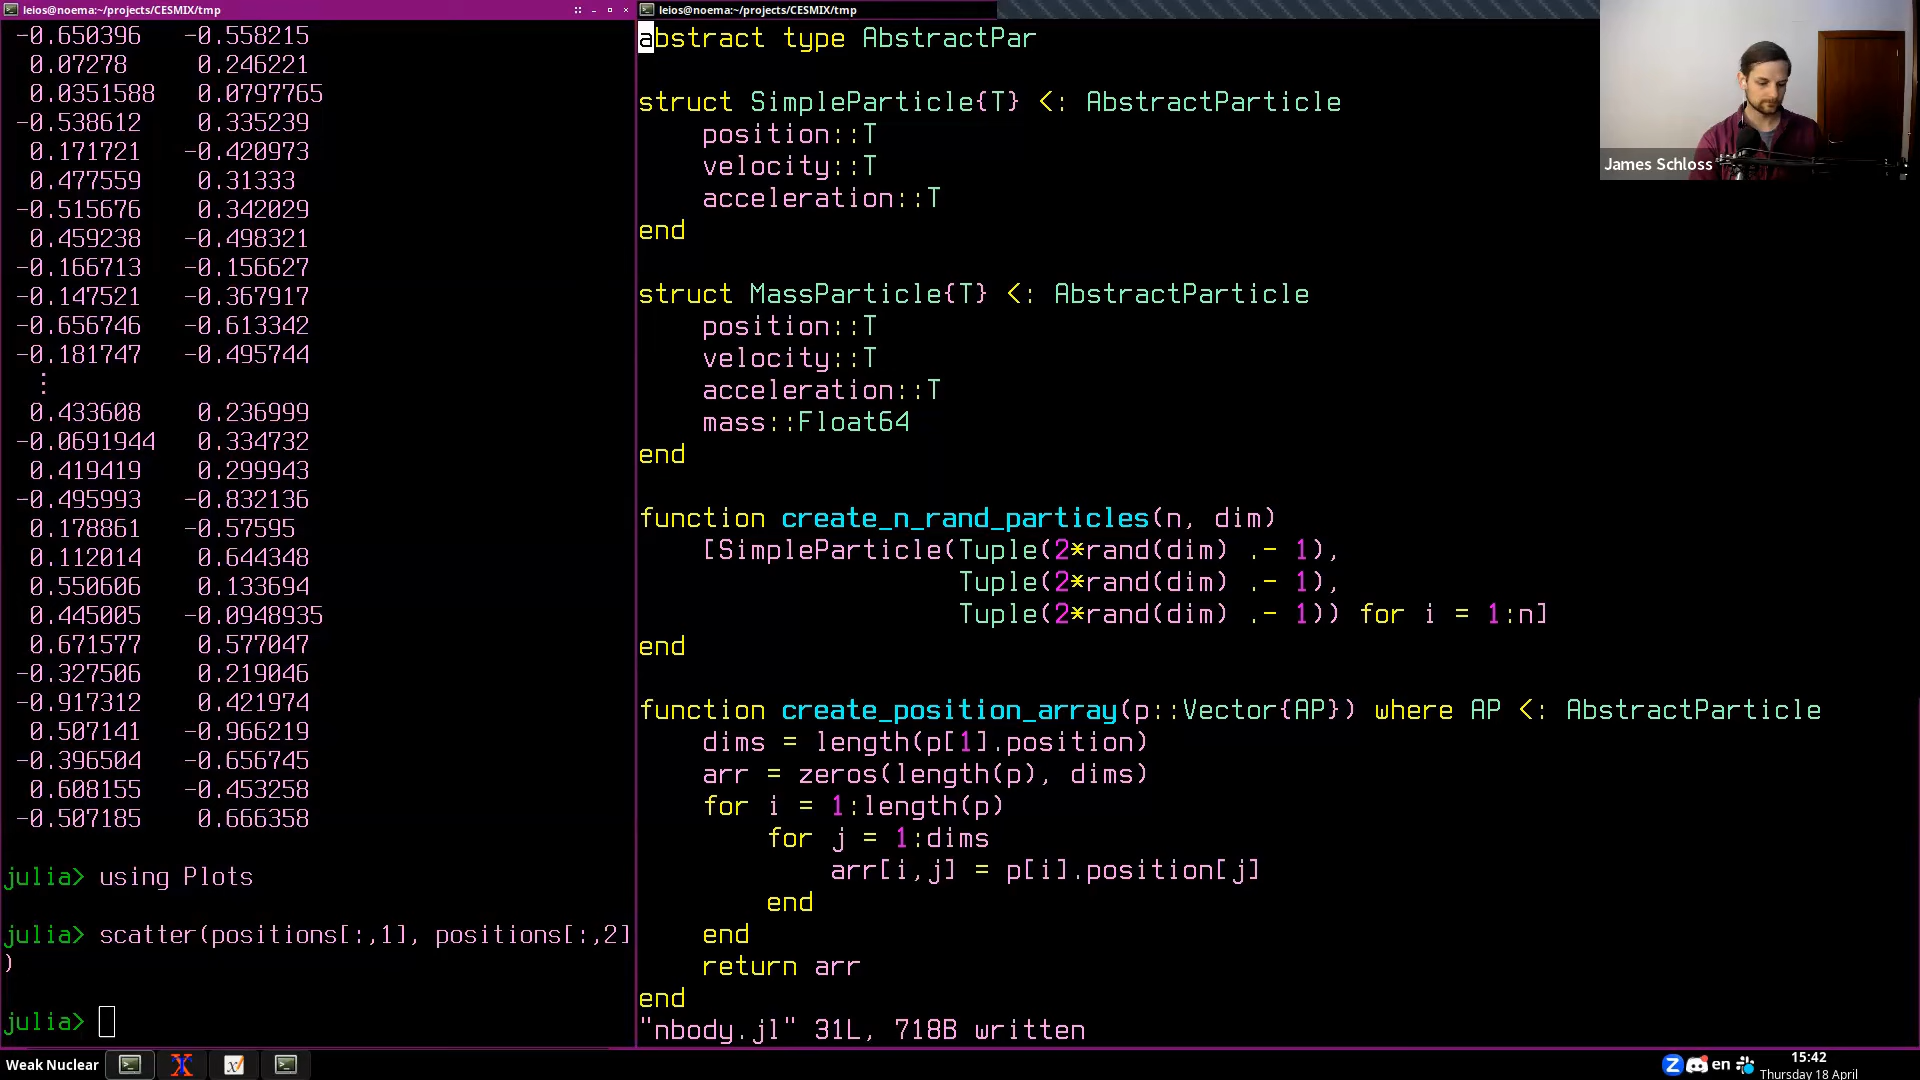 leios@noema:~/projects/CESMIX/tmp
-0.650396 -0.558215
0.07278 0.246221
0.0351588 0.0797765
-0.538612 0.335239
0.171721 -0.420973
0.477559 0.31333
-0.515676 0.342029
0.459238 -0.498321
-0.166713 -0.156627
-0.147521 -0.367917
-0.656746 -0.613342
-0.181747 -0.495744
⋮
0.433608 0.236999
-0.0691944 0.334732
0.419419 0.299943
-0.495993 -0.832136
0.178861 -0.57595
0.112014 0.644348
0.550606 0.133694
0.445005 -0.0948935
0.671577 0.577047
-0.327506 0.219046
-0.917312 0.421974
0.507141 -0.966219
-0.396504 -0.656745
0.608155 -0.453258
-0.507185 0.666358
julia> using Plots
julia> scatter(positions[:,1], positions[:,2]
)
julia>
leios@noema:~/projects/CESMIX/tmp
abstract type AbstractPar
struct SimpleParticle{T} <: AbstractParticle
    position::T
    velocity::T
    acceleration::T
end
struct MassParticle{T} <: AbstractParticle
    position::T
    velocity::T
    acceleration::T
    mass::Float64
end
function create_n_rand_particles(n, dim)
    [SimpleParticle(Tuple(2*rand(dim) .- 1),
                    Tuple(2*rand(dim) .- 1),
                    Tuple(2*rand(dim) .- 1)) for i = 1:n]
end
function create_position_array(p::Vector{AP}) where AP <: AbstractParticle
    dims = length(p[1].position)
    arr = zeros(length(p), dims)
    for i = 1:length(p)
        for j = 1:dims
            arr[i,j] = p[i].position[j]
        end
    end
    return arr
end
"nbody.jl" 31L, 718B written
James Schloss
Weak Nuclear
en
15:42
Thursday 18 April